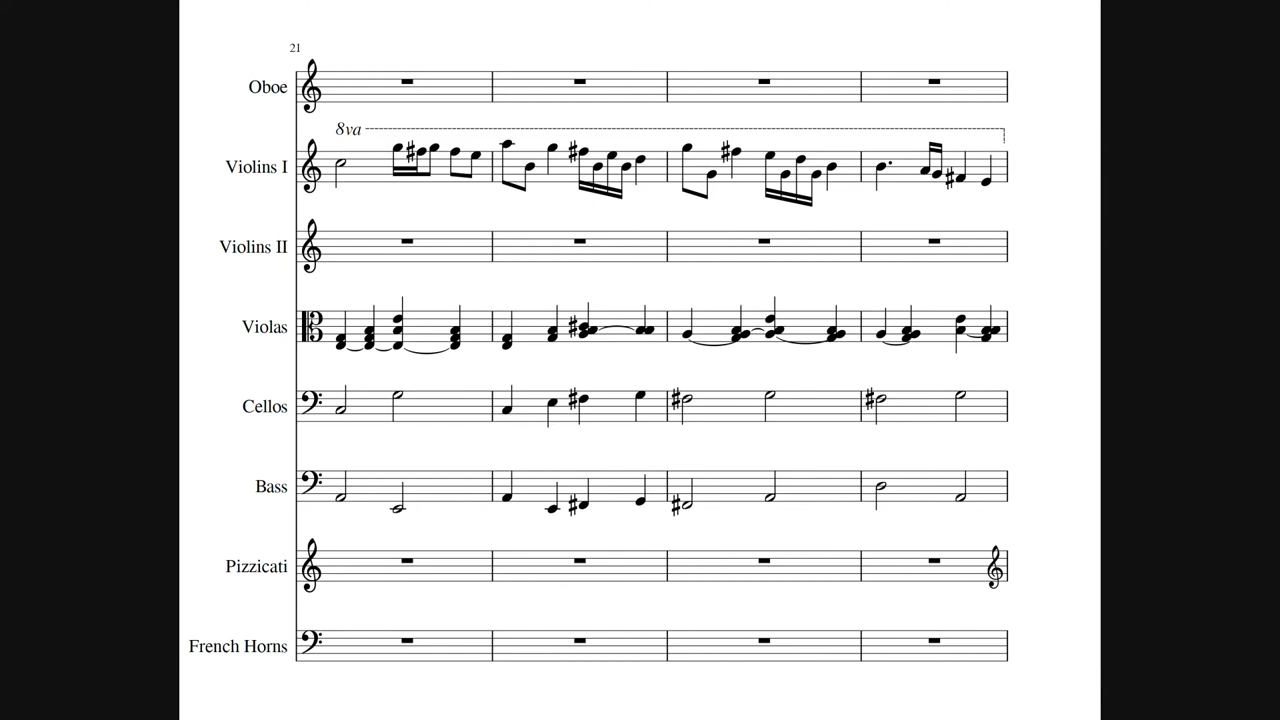 21
Oboe
8va
Violins I
Violins II
Violas
Cellos
Bass
Pizzicati
French Horns